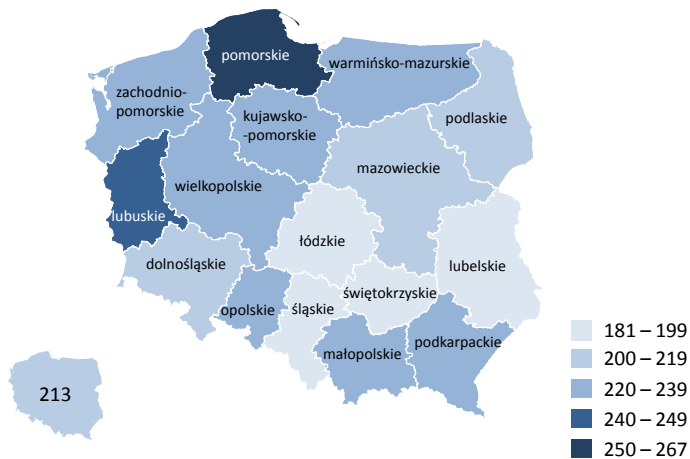 pomorskie
warmińsko-mazurskie
zachodnio-
pomorskie
kujawsko-
-pomorskie
podlaskie
mazowieckie
wielkopolskie
lubuskie
łódzkie
dolnośląskie
lubelskie
opolskie
śląskie
świętokrzyskie
małopolskie
podkarpackie
213
181 – 199
200 – 219
220 – 239
240 – 249
250 – 267